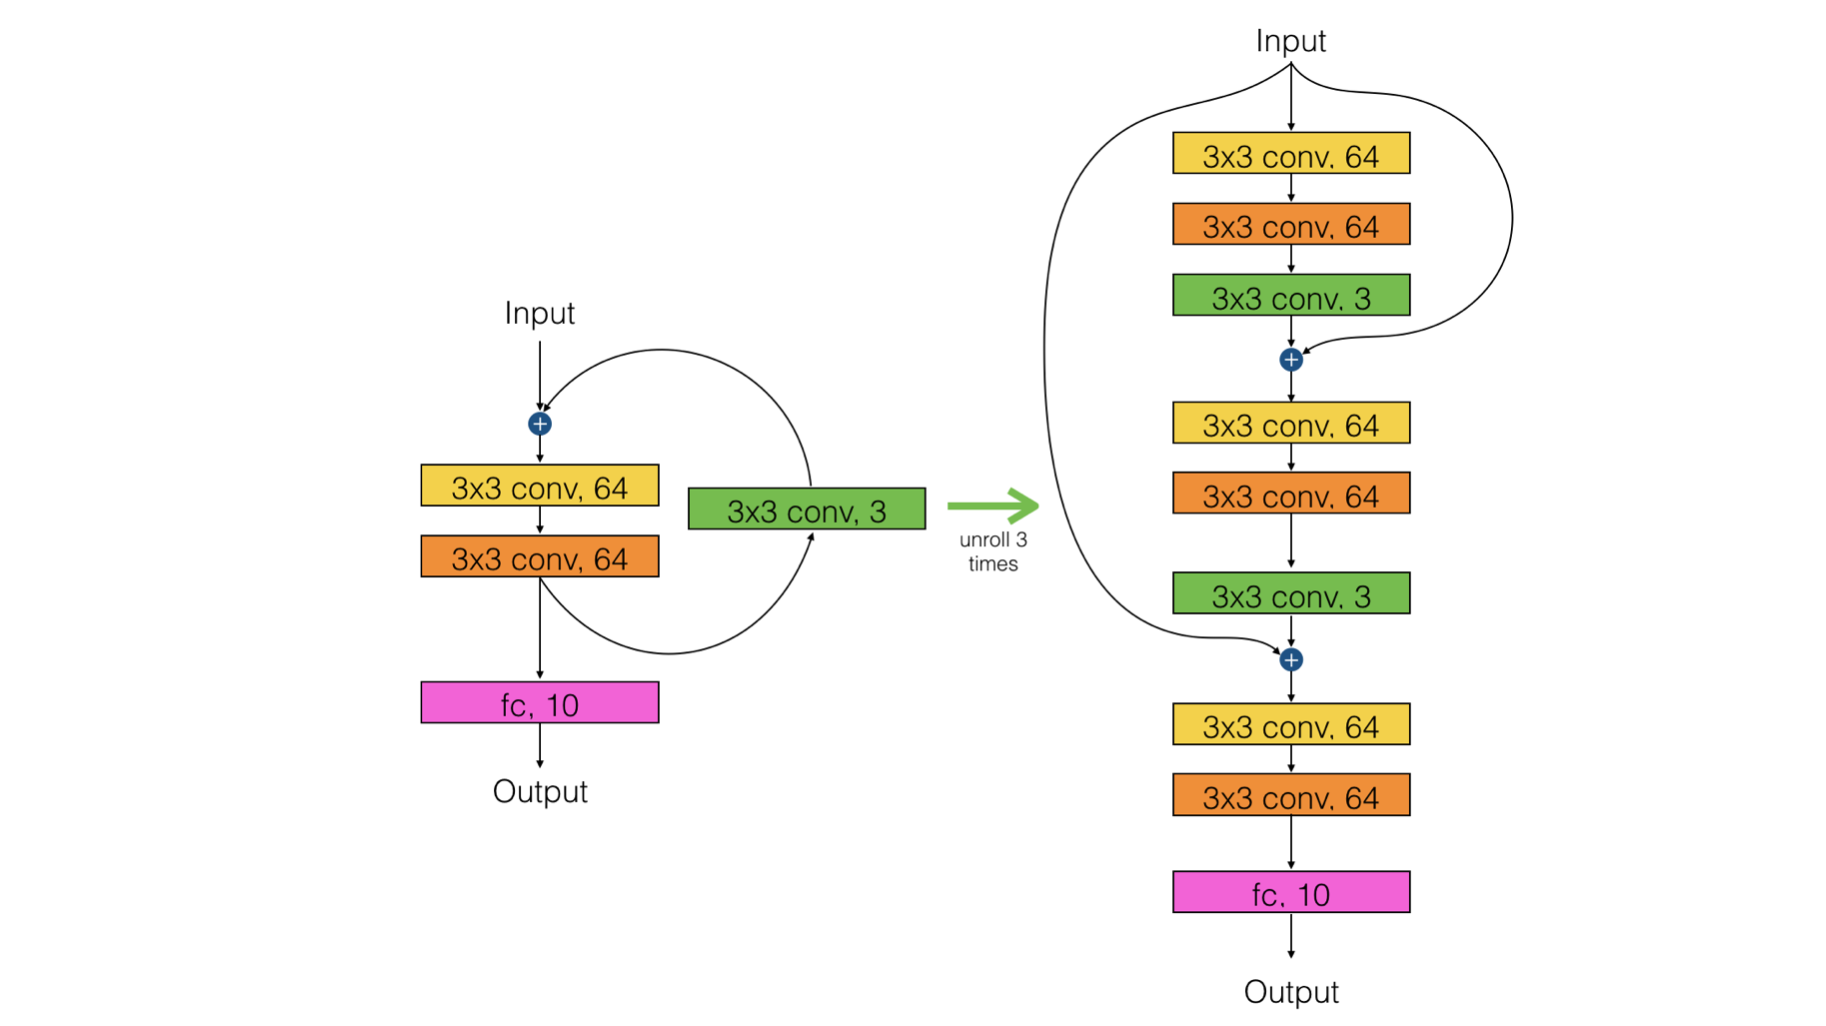 Input
+
3x3 conv, 64
3x3 conv, 64
3x3 conv, 3
fc, 10
Output
unroll 3
times
Input
3x3 conv, 64
3x3 conv, 64
3x3 conv, 3
+
3x3 conv, 64
3x3 conv, 64
3x3 conv, 3
+
3x3 conv, 64
3x3 conv, 64
fc, 10
Output